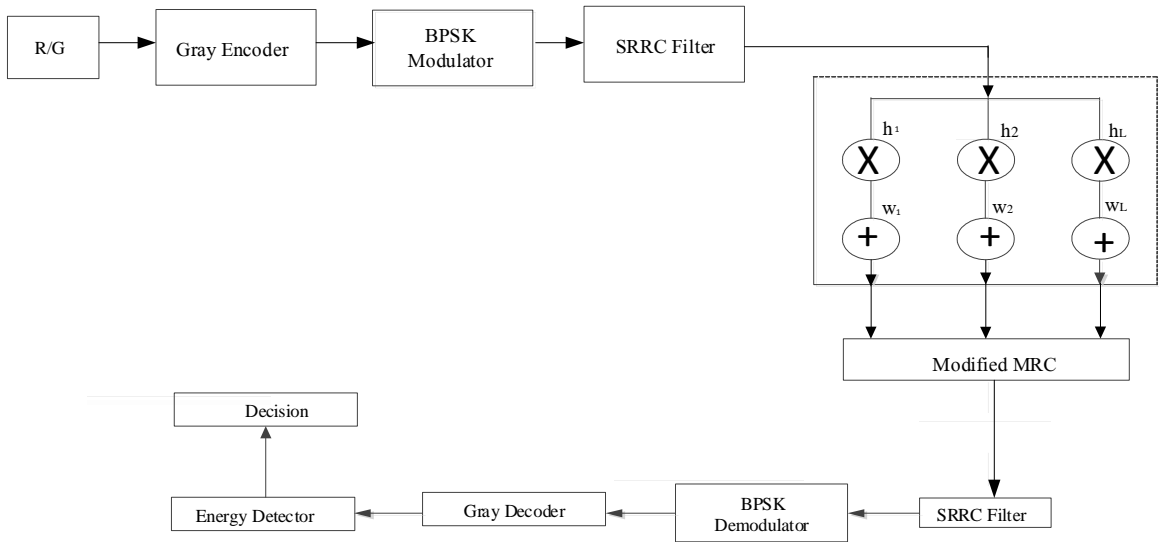 R/G
Gray Encoder
BPSK
Modulator
SRRC Filter
h1 h2 hL
X X X
w1 w2 wL
+ + +
Modified MRC
Decision
Energy Detector
Gray Decoder
BPSK
Demodulator
SRRC Filter